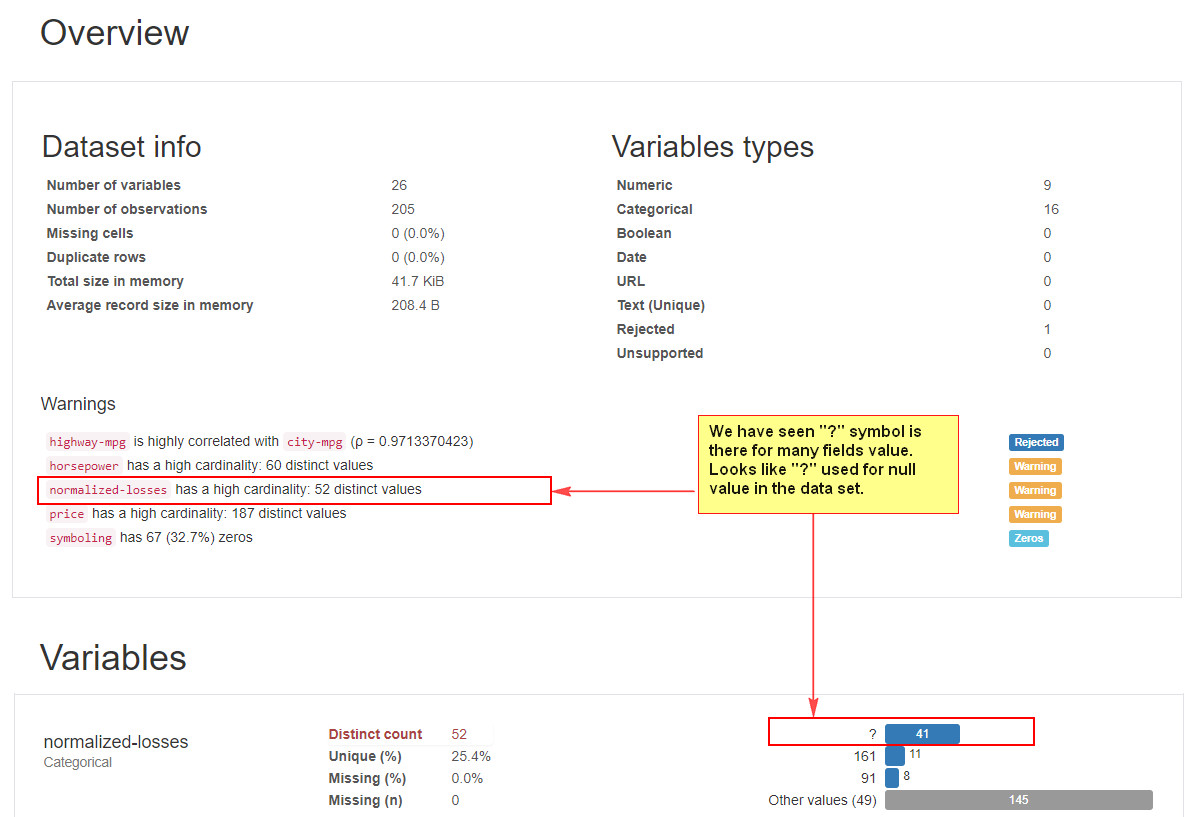 Overview
Dataset info
Number of variables 26
Number of observations 205
Missing cells 0 (0.0%)
Duplicate rows 0 (0.0%)
Total size in memory 41.7 KiB
Average record size in memory 208.4 B
Variables types
Numeric 9
Categorical 16
Boolean 0
Date 0
URL 0
Text (Unique) 0
Rejected 1
Unsupported 0
Warnings
highway-mpg is highly correlated with city-mpg (ρ = 0.9713370423) Rejected
horsepower has a high cardinality: 60 distinct values Warning
normalized-losses has a high cardinality: 52 distinct values Warning
price has a high cardinality: 187 distinct values Warning
symboling has 67 (32.7%) zeros Zeros
We have seen "?" symbol is
there for many fields value.
Looks like "?" used for null
value in the data set.
Variables
normalized-losses
Categorical
Distinct count 52
Unique (%) 25.4%
Missing (%) 0.0%
Missing (n) 0
? 41
161 11
91 8
Other values (49) 145